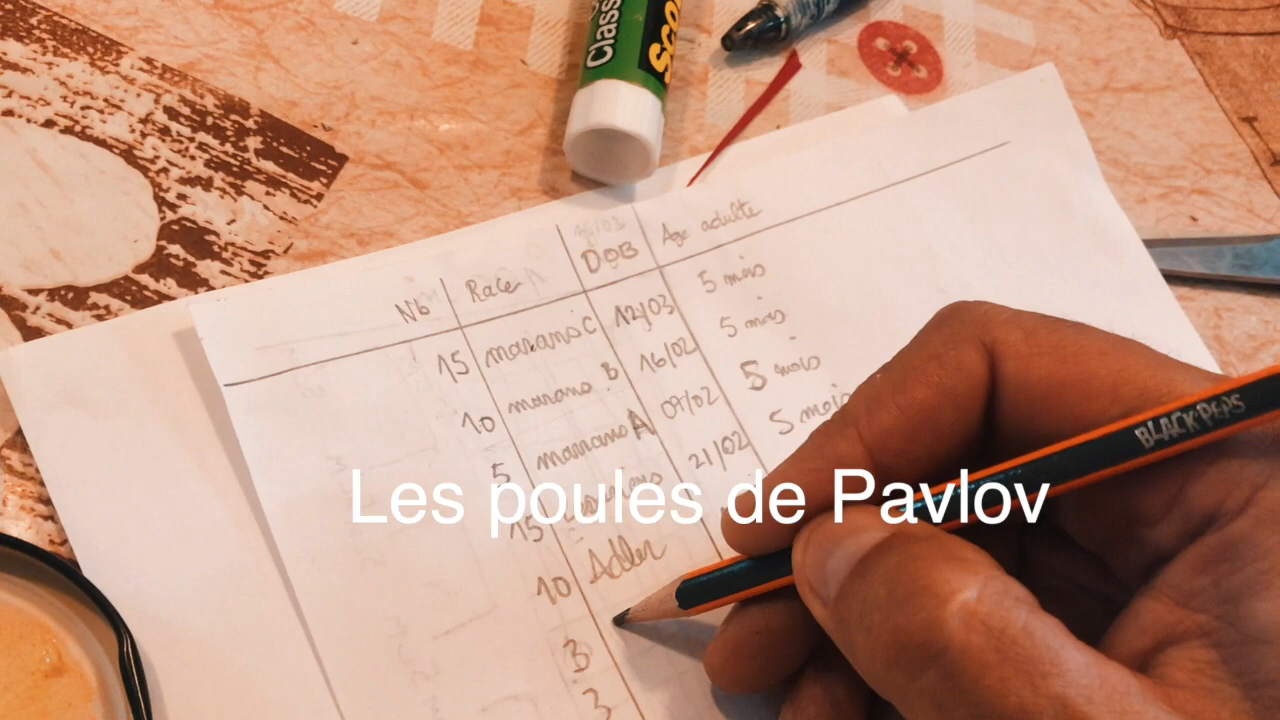 Class
Sco
Nb Race DOB Age adulte
15 marans C 12/03 5 mois
10 marans B 16/02 5 mois
5 marans A 07/02 5 mois
15 21/02 5 mois
10 Adler
3
3
BLACK'PEPS
Les poules de Pavlov